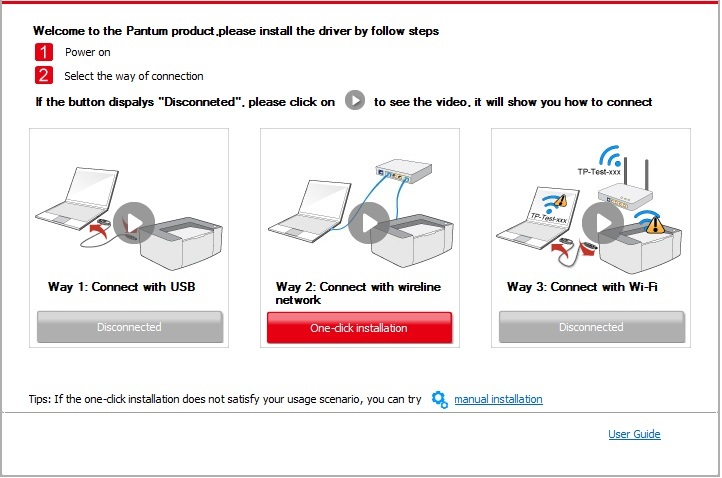 Welcome to the Pantum product,please install the driver by follow steps
1 Power on
2 Select the way of connection
If the button dispalys "Disconneted", please click on to see the video, it will show you how to connect
TP-Test-xxx
TP-Test-xxx
Way 1: Connect with USB
Way 2: Connect with wireline
network
Way 3: Connect with Wi-Fi
Disconnected
One-click installation
Disconnected
Tips: If the one-click installation does not satisfy your usage scenario, you can try manual installation
User Guide